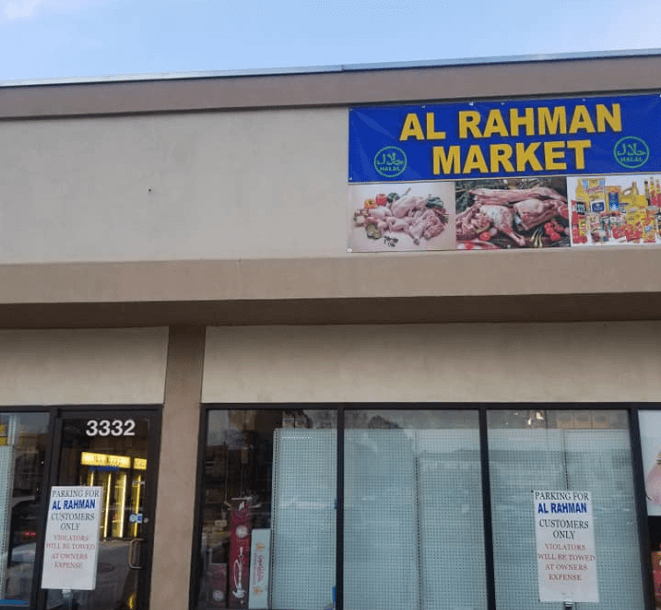 AL RAHMAN
MARKET
حلال
HALAL
حلال
HALAL
3332
PARKING FOR
AL RAHMAN
CUSTOMERS
ONLY
VIOLATORS
WILL BE TOWED
AT OWNERS
EXPENSE
PARKING FOR
AL RAHMAN
CUSTOMERS
ONLY
VIOLATORS
WILL BE TOWED
AT OWNERS
EXPENSE